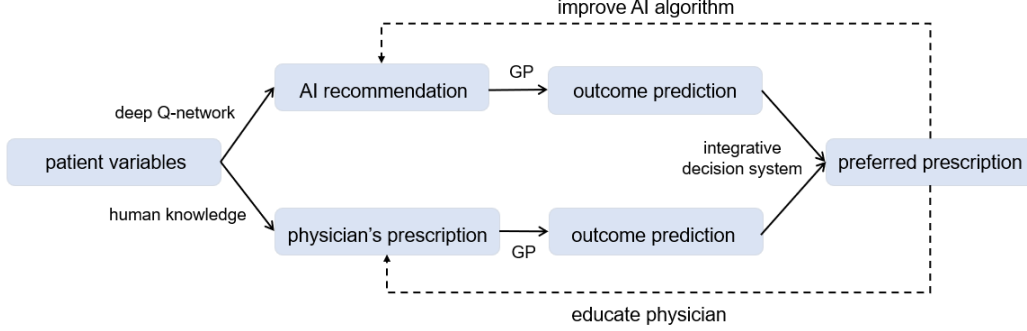 improve AI algorithm
GP
AI recommendation
outcome prediction
deep Q-network
integrative
decision system
patient variables
preferred prescription
human knowledge
physician's prescription
GP
outcome prediction
educate physician